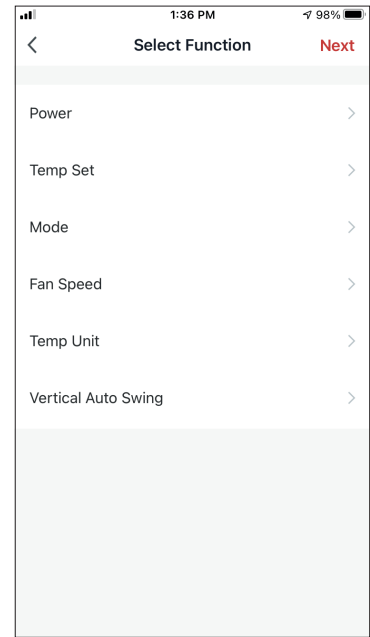 1:36 PM 98%
Select Function Next
Power
Temp Set
Mode
Fan Speed
Temp Unit
Vertical Auto Swing